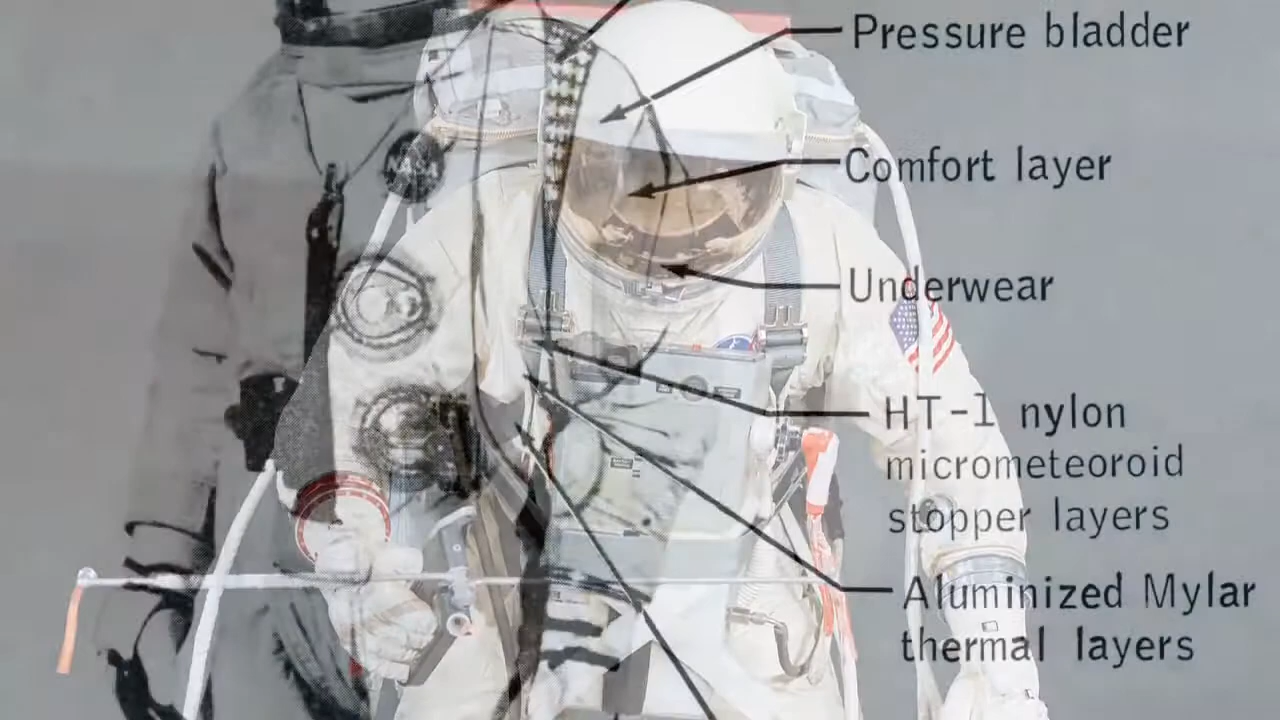 Pressure bladder
Comfort layer
Underwear
HT-1 nylon
micrometeoroid
stopper layers
Aluminized Mylar
thermal layers